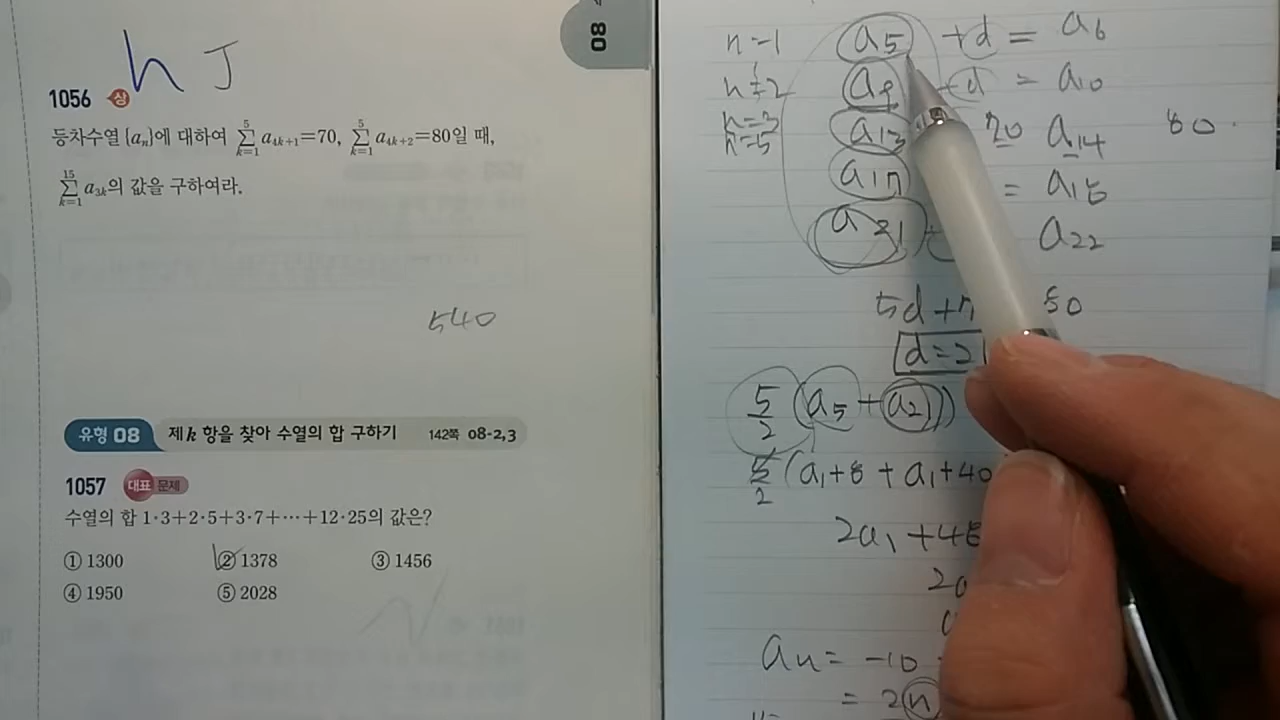 08
h J
1056 상
등차수열 {aₙ}에 대하여 ∑_{k=1}^{5} a_{4k+1}=70, ∑_{k=1}^{5} a_{4k+2}=80일 때,
∑_{k=1}^{15} a_{3k}의 값을 구하여라.
540
유형 08 제k항을 찾아 수열의 합 구하기 142쪽 08-2,3
1057 대표 문제
수열의 합 1·3+2·5+3·7+⋯+12·25의 값은?
① 1300 ② 1378 ③ 1456
④ 1950 ⑤ 2028
n=1 a5 +d = a6
n=2 a9 +d = a10
n=3 a13 70 a14 80
n=5
a17 = a18
a21 + a22
5d+7 80
d=2
5/2 (a5 + a21)
5/2 (a1+8 + a1+40
2a1 +48
2a
an = -10
= 2n